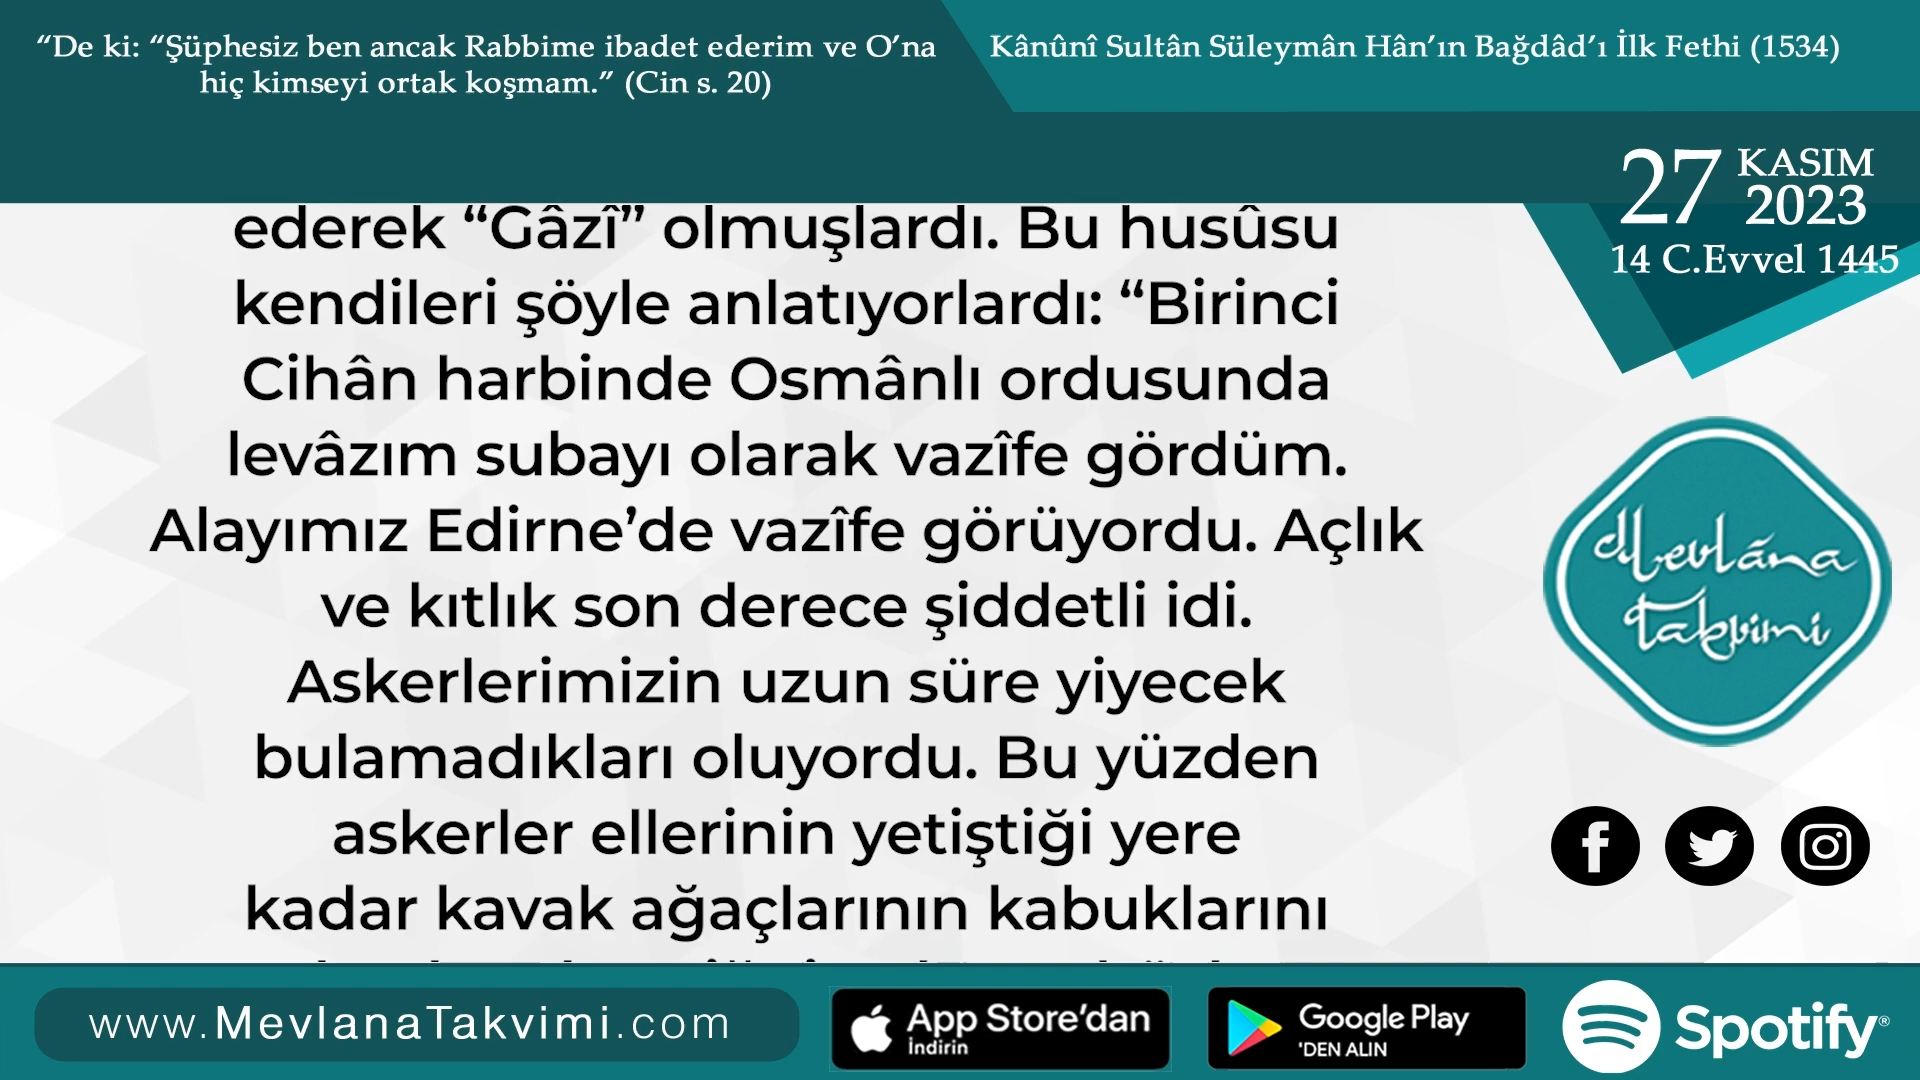 “De ki: “Şüphesiz ben ancak Rabbime ibadet ederim ve O’na
hiç kimseyi ortak koşmam.” (Cin s. 20)
Kânûnî Sultân Süleymân Hân’ın Bağdâd’ı İlk Fethi (1534)
27 KASIM
2023
14 C.Evvel 1445
ederek “Gâzî” olmuşlardı. Bu husûsu
kendileri şöyle anlatıyorlardı: “Birinci
Cihân harbinde Osmânlı ordusunda
levâzım subayı olarak vazîfe gördüm.
Alayımız Edirne’de vazîfe görüyordu. Açlık
ve kıtlık son derece şiddetli idi.
Askerlerimizin uzun süre yiyecek
bulamadıkları oluyordu. Bu yüzden
askerler ellerinin yetiştiği yere
kadar kavak ağaçlarının kabuklarını
Mevlâna
Takvimi
www.MevlanaTakvimi.com
App Store’dan
İndirin
Google Play
'DEN ALIN
Spotify®